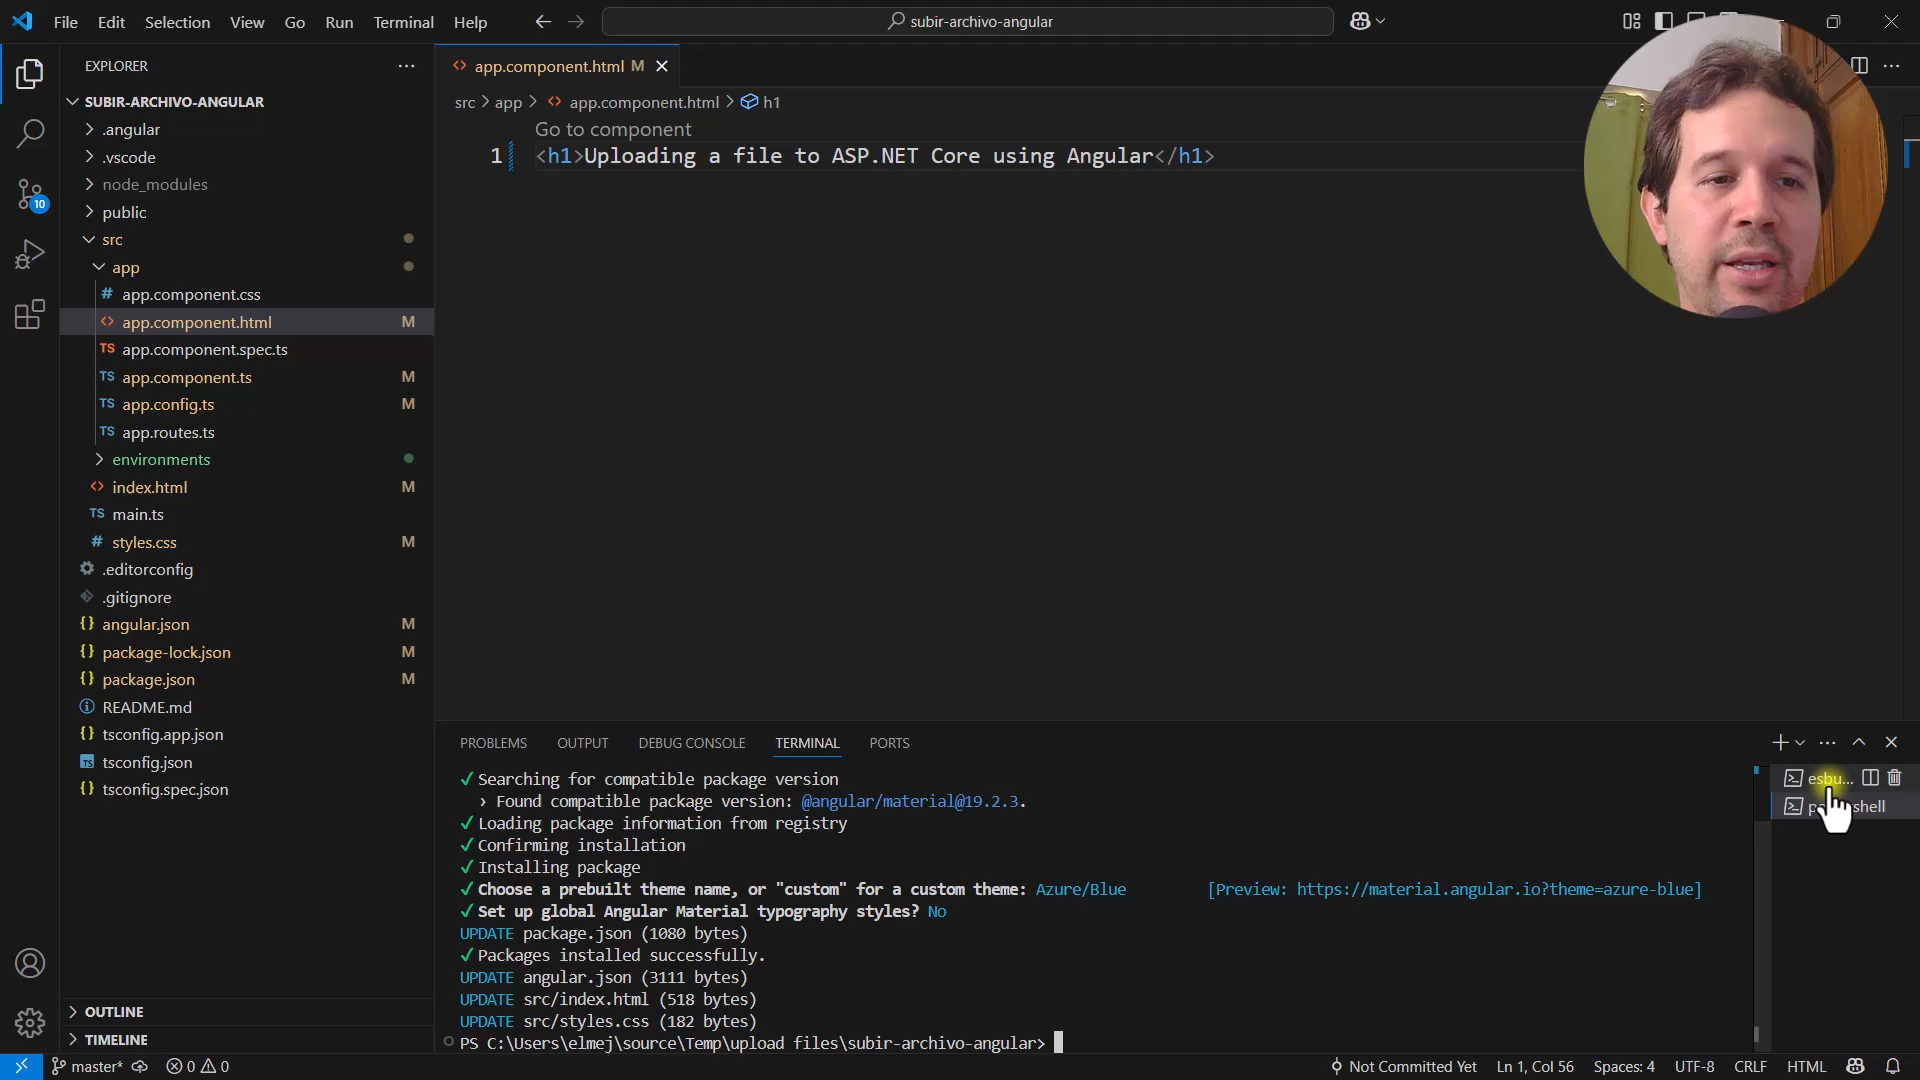 File Edit Selection View Go Run Terminal Help
subir-archivo-angular
EXPLORER
SUBIR-ARCHIVO-ANGULAR
.angular
.vscode
node_modules
public
src
app
# app.component.css
<> app.component.html M
TS app.component.spec.ts
TS app.component.ts M
TS app.config.ts M
TS app.routes.ts
environments
<> index.html M
TS main.ts
# styles.css M
.editorconfig
.gitignore
{} angular.json M
{} package-lock.json M
{} package.json M
README.md
{} tsconfig.app.json
TS tsconfig.json
{} tsconfig.spec.json
OUTLINE
TIMELINE
10
<> app.component.html M
src > app > <> app.component.html > h1
Go to component
1 <h1>Uploading a file to ASP.NET Core using Angular</h1>
PROBLEMS OUTPUT DEBUG CONSOLE TERMINAL PORTS
✓ Searching for compatible package version
› Found compatible package version: @angular/material@19.2.3.
✓ Loading package information from registry
✓ Confirming installation
✓ Installing package
✓ Choose a prebuilt theme name, or "custom" for a custom theme: Azure/Blue [Preview: https://material.angular.io?theme=azure-blue]
✓ Set up global Angular Material typography styles? No
UPDATE package.json (1080 bytes)
✓ Packages installed successfully.
UPDATE angular.json (3111 bytes)
UPDATE src/index.html (518 bytes)
UPDATE src/styles.css (182 bytes)
PS C:\Users\elmej\source\Temp\upload files\subir-archivo-angular>
esbu...
master* 0 0
Not Committed Yet Ln 1, Col 56 Spaces: 4 UTF-8 CRLF HTML